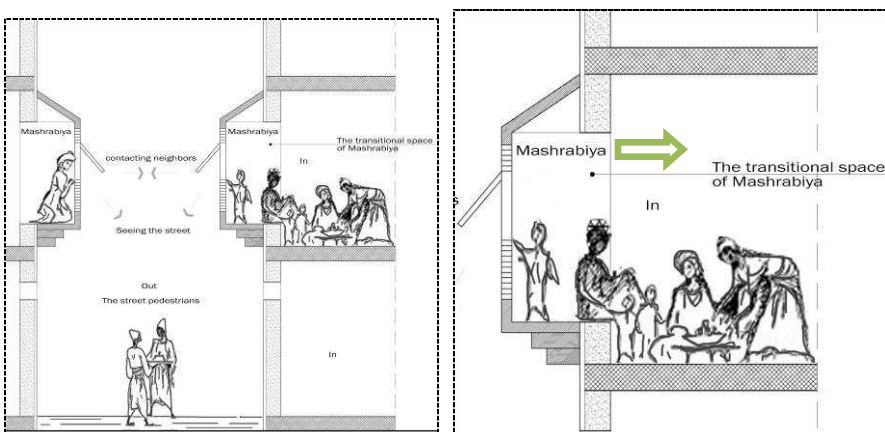 Mashrabiya
Mashrabiya
The transitional space
of Mashrabiya
contacting neighbors
In
Seeing the street
Out
The street pedestrians
In
Mashrabiya
The transitional space
of Mashrabiya
s
In